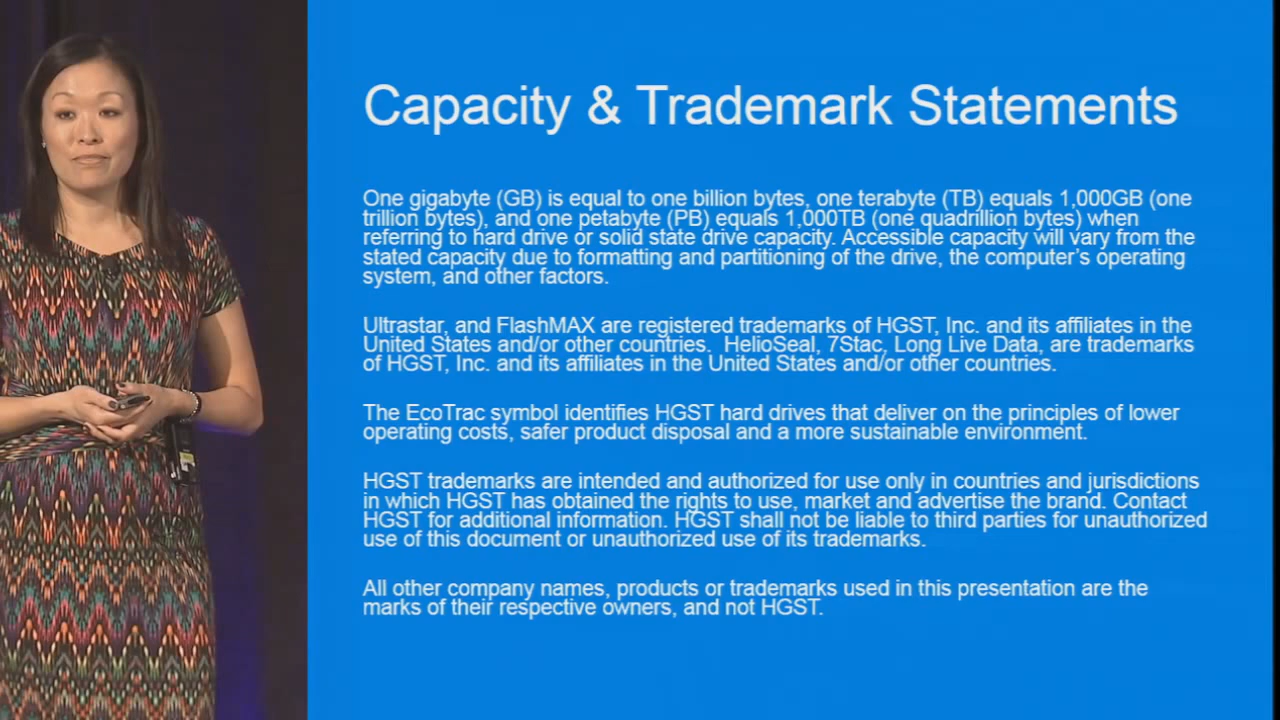 Capacity & Trademark Statements
One gigabyte (GB) is equal to one billion bytes, one terabyte (TB) equals 1,000GB (one
trillion bytes), and one petabyte (PB) equals 1,000TB (one quadrillion bytes) when
referring to hard drive or solid state drive capacity. Accessible capacity will vary from the
stated capacity due to formatting and partitioning of the drive, the computer’s operating
system, and other factors.
Ultrastar, and FlashMAX are registered trademarks of HGST, Inc. and its affiliates in the
United States and/or other countries.  HelioSeal, 7Stac, Long Live Data, are trademarks
of HGST, Inc. and its affiliates in the United States and/or other countries.
The EcoTrac symbol identifies HGST hard drives that deliver on the principles of lower
operating costs, safer product disposal and a more sustainable environment.
HGST trademarks are intended and authorized for use only in countries and jurisdictions
in which HGST has obtained the rights to use, market and advertise the brand. Contact
HGST for additional information. HGST shall not be liable to third parties for unauthorized
use of this document or unauthorized use of its trademarks.
All other company names, products or trademarks used in this presentation are the
marks of their respective owners, and not HGST.